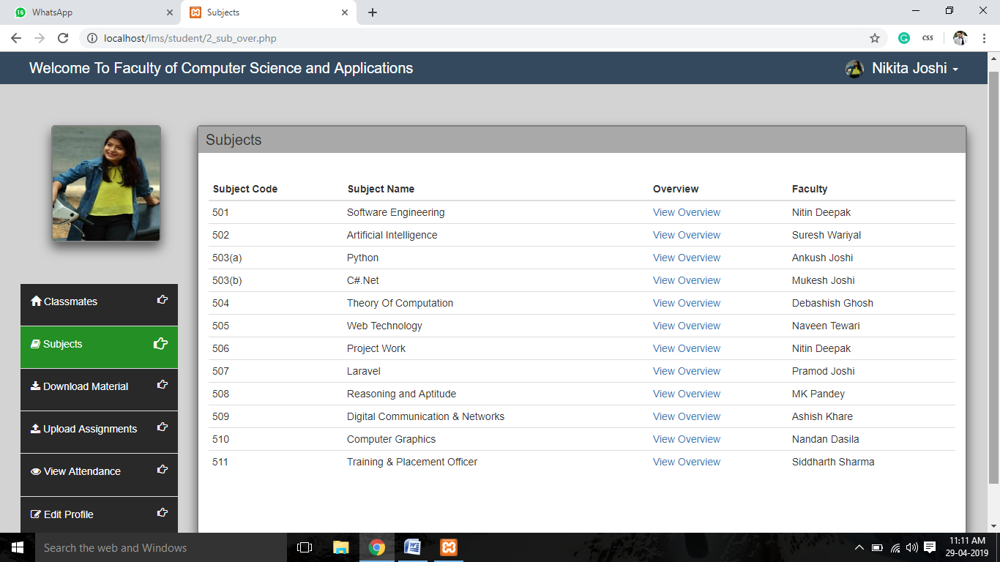 16 WhatsApp Subjects
localhost/lms/student/2_sub_over.php css
Welcome To Faculty of Computer Science and Applications Nikita Joshi
Subjects
Subject Code Subject Name Overview Faculty
501 Software Engineering View Overview Nitin Deepak
502 Artificial Intelligence View Overview Suresh Wariyal
503(a) Python View Overview Ankush Joshi
503(b) C#.Net View Overview Mukesh Joshi
504 Theory Of Computation View Overview Debashish Ghosh
505 Web Technology View Overview Naveen Tewari
506 Project Work View Overview Nitin Deepak
507 Laravel View Overview Pramod Joshi
508 Reasoning and Aptitude View Overview MK Pandey
509 Digital Communication & Networks View Overview Ashish Khare
510 Computer Graphics View Overview Nandan Dasila
511 Training & Placement Officer View Overview Siddharth Sharma
Classmates
Subjects
Download Material
Upload Assignments
View Attendance
Edit Profile
Search the web and Windows
11:11 AM
29-04-2019